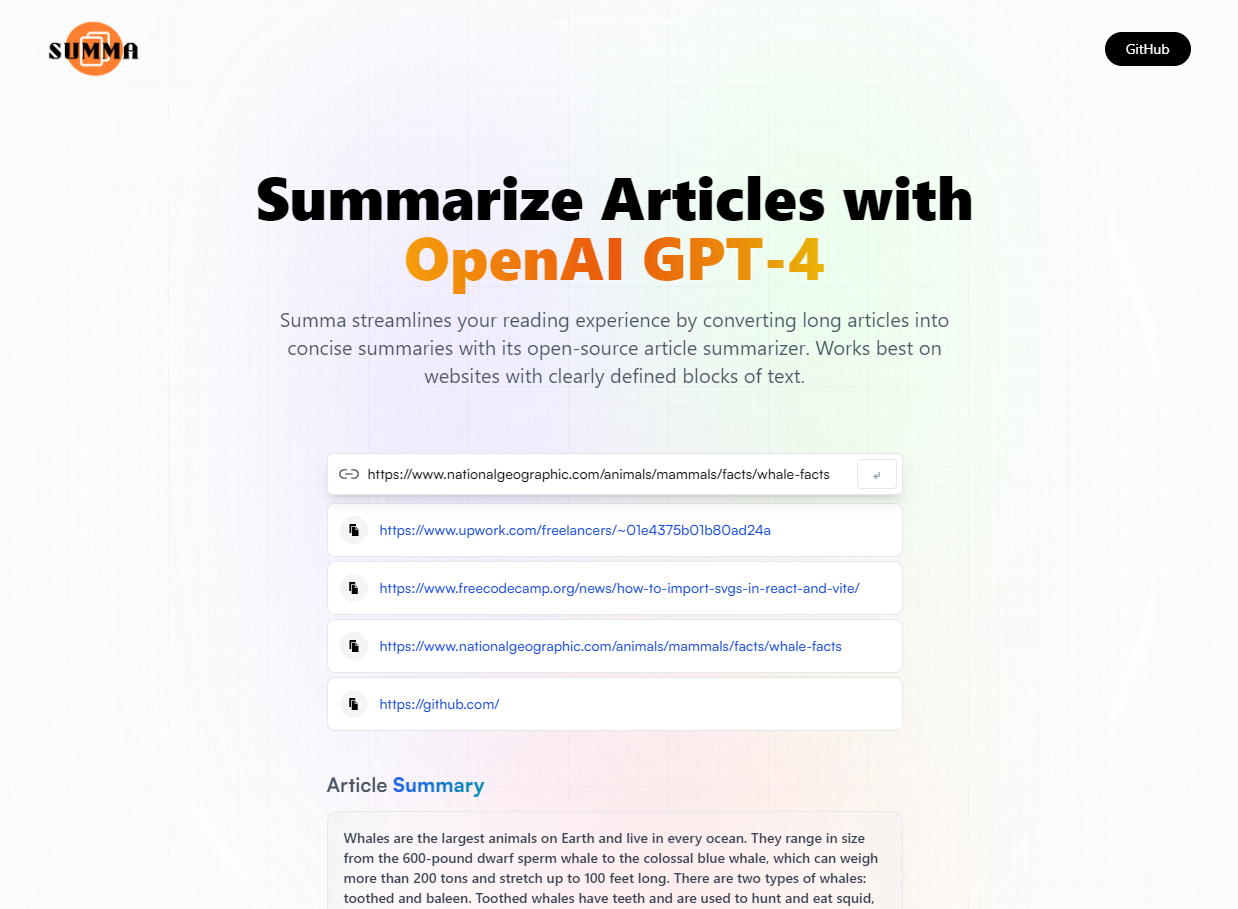 SUMMA
GitHub
Summarize Articles with
OpenAI GPT-4
Summa streamlines your reading experience by converting long articles into
concise summaries with its open-source article summarizer. Works best on
websites with clearly defined blocks of text.
https://www.nationalgeographic.com/animals/mammals/facts/whale-facts
https://www.upwork.com/freelancers/~01e4375b01b80ad24a
https://www.freecodecamp.org/news/how-to-import-svgs-in-react-and-vite/
https://www.nationalgeographic.com/animals/mammals/facts/whale-facts
https://github.com/
Article Summary
Whales are the largest animals on Earth and live in every ocean. They range in size
from the 600-pound dwarf sperm whale to the colossal blue whale, which can weigh
more than 200 tons and stretch up to 100 feet long. There are two types of whales:
toothed and baleen. Toothed whales have teeth and are used to hunt and eat squid,